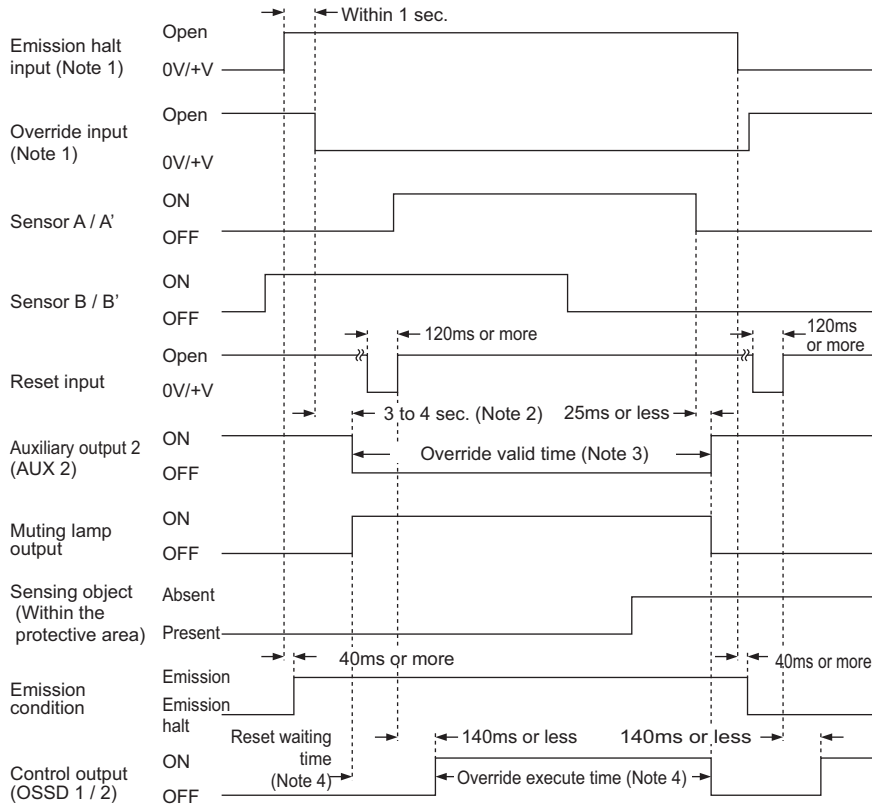 Within 1 sec.
Emission halt
input (Note 1)
Open
0V/+V
Override input
(Note 1)
Open
0V/+V
Sensor A / A’
ON
OFF
Sensor B / B’
ON
OFF
120ms or more
120ms
or more
Reset input
Open
0V/+V
3 to 4 sec. (Note 2)
25ms or less
Auxiliary output 2
(AUX 2)
ON
OFF
Override valid time (Note 3)
Muting lamp
output
ON
OFF
Sensing object
(Within the
protective area)
Absent
Present
40ms or more
40ms or more
Emission
condition
Emission
Emission
halt
Reset waiting
time
(Note 4)
140ms or less
140ms or less
Control output
(OSSD 1 / 2)
ON
OFF
Override execute time (Note 4)